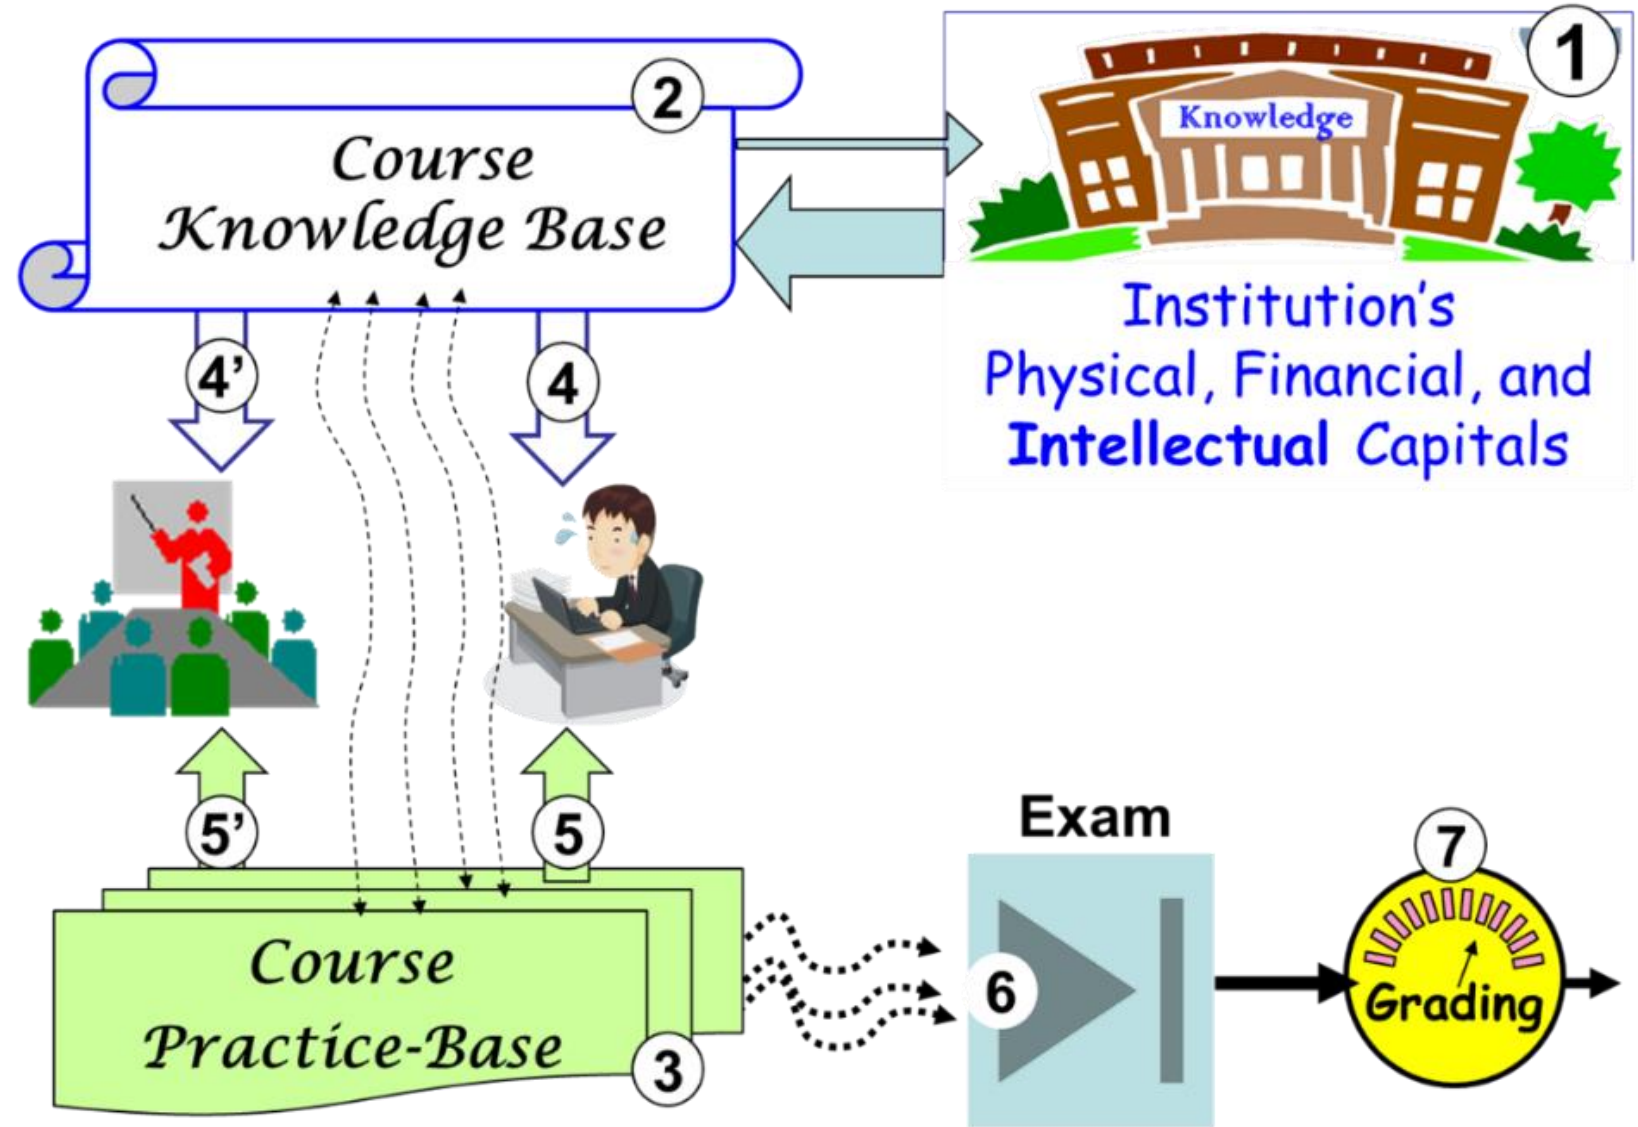 2
Course
Knowledge Base
1
Knowledge
Institution's
Physical, Financial, and
Intellectual Capitals
4'
4
5'
5
Course
Practice-Base
3
Exam
6
7
Grading